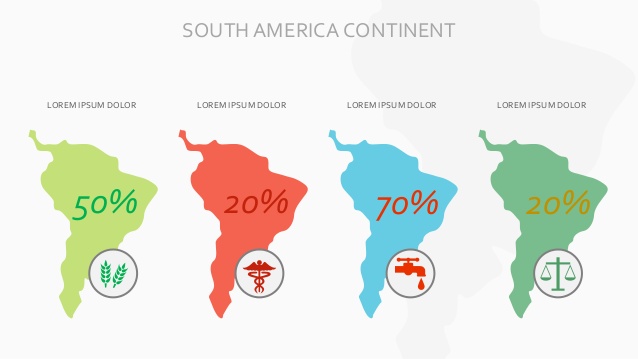 SOUTH AMERICA CONTINENT
LOREM IPSUM DOLOR
LOREM IPSUM DOLOR
LOREM IPSUM DOLOR
LOREM IPSUM DOLOR
50%
20%
70%
20%